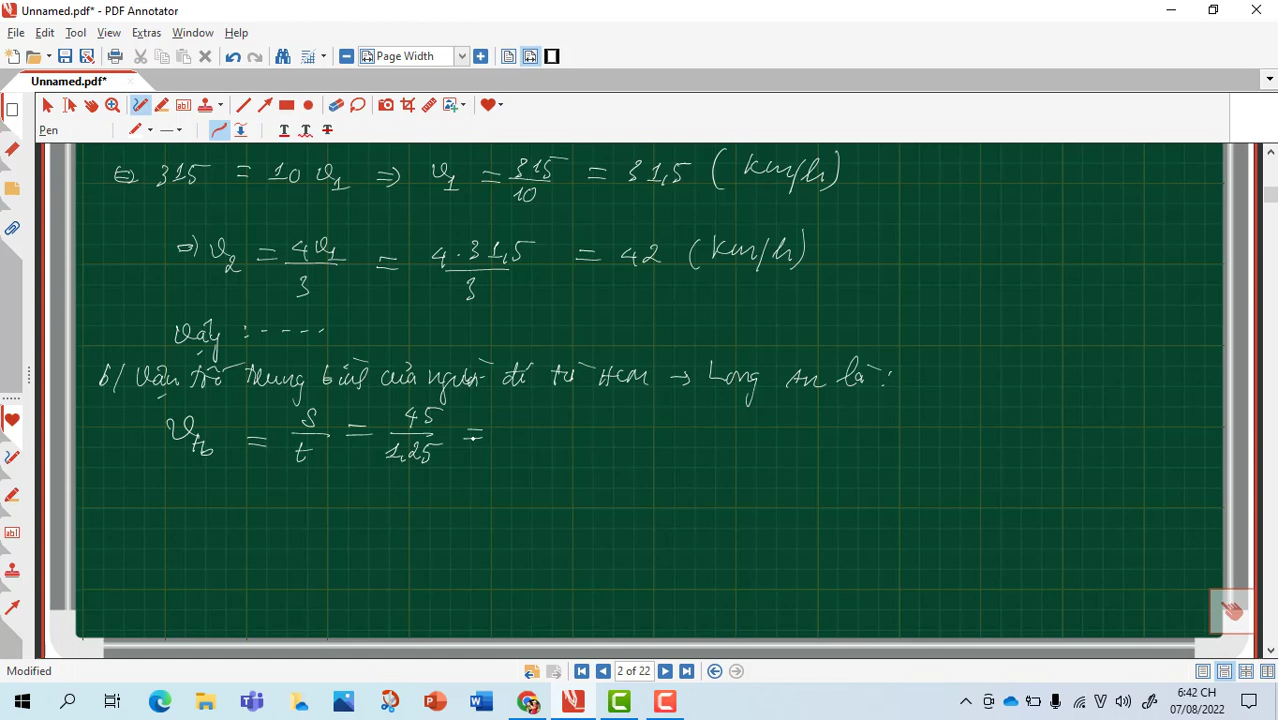 Unnamed.pdf* - PDF Annotator
File Edit Tool View Extras Window Help
Page Width
Unnamed.pdf*
Pen
⇔ 315 = 10 v1 ⇒ v1 = 315/10 = 31,5 (km/h)
⇒ v2 = 4v1/3 = 4.31,5/3 = 42 (km/h)
Vậy : - - - -
b/ Vận tốc trung bình của người đi từ HCM → Long An là :
vtb = s/t = 45/1,25 =
Modified
2 of 22
6:42 CH
07/08/2022